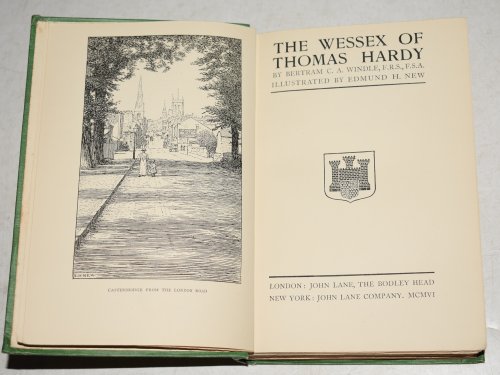 E.H.NEW
CASTERBRIDGE FROM THE LONDON ROAD
THE WESSEX OF
THOMAS HARDY
BY BERTRAM C. A. WINDLE, F.R.S., F.S.A.
ILLUSTRATED BY EDMUND H. NEW
LONDON: JOHN LANE, THE BODLEY HEAD
NEW YORK: JOHN LANE COMPANY. MCMVI